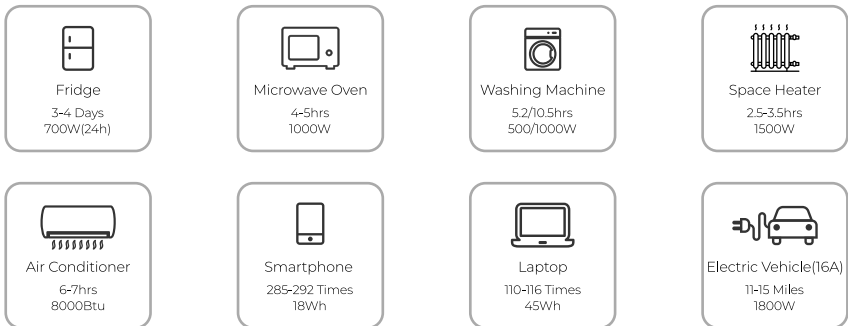 Fridge
3-4 Days
700W(24h)
Microwave Oven
4-5hrs
1000W
Washing Machine
5.2/10.5hrs
500/1000W
Space Heater
2.5-3.5hrs
1500W
Air Conditioner
6-7hrs
8000Btu
Smartphone
285-292 Times
18Wh
Laptop
110-116 Times
45Wh
Electric Vehicle(16A)
11-15 Miles
1800W